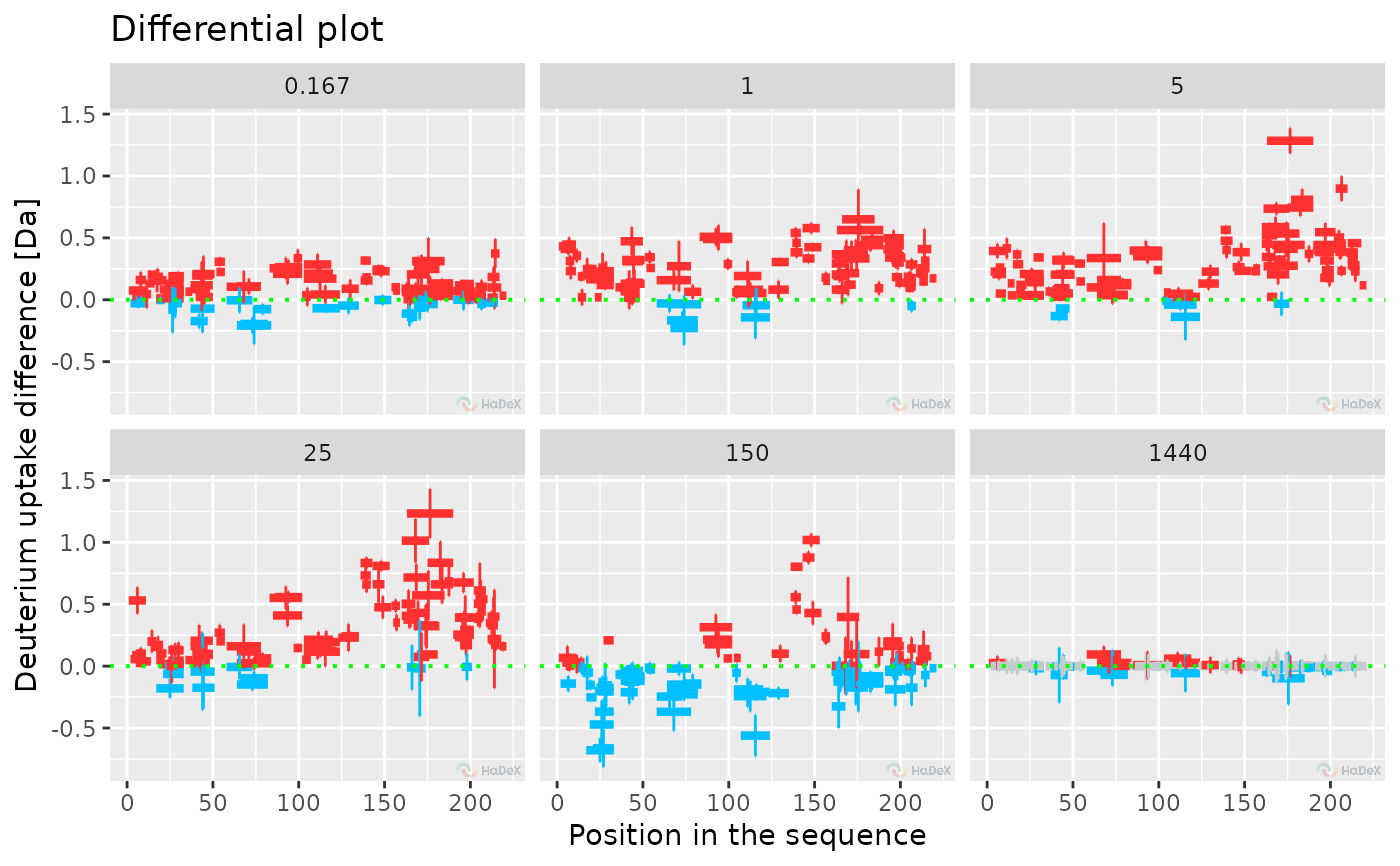 Differential plot
0.167 1 5
1.5
1.0
0.5
0.0
-0.5
HaDeX HaDeX HaDeX
25 150 1440
1.5
1.0
0.5
0.0
-0.5
HaDeX HaDeX HaDeX
0 50 100 150 200 0 50 100 150 200 0 50 100 150 200
Position in the sequence
Deuterium uptake difference [Da]